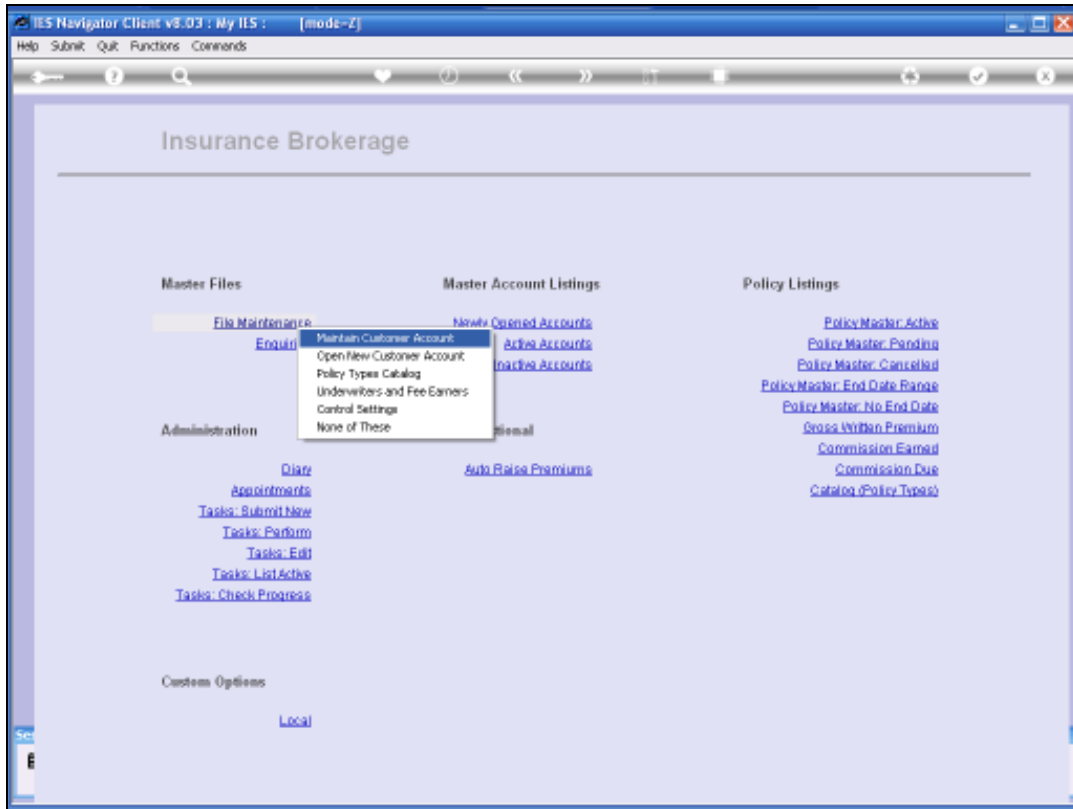 IES Navigator Client v8.03 : My IES : [mode=Z]
Help Submit Quit Functions Commands
Insurance Brokerage
Master Files
File Maintenance
Enquiri
Maintain Customer Account
Open New Customer Account
Policy Types Catalog
Underwriters and Fee Earners
Control Settings
None of These
Administration
Diary
Appointments
Tasks: Submit New
Tasks: Perform
Tasks: Edit
Tasks: List Active
Tasks: Check Progress
Custom Options
Local
Master Account Listings
Newly Opened Accounts
Active Accounts
Inactive Accounts
tional
Auto Raise Premiums
Policy Listings
Policy Master: Active
Policy Master: Pending
Policy Master: Cancelled
Policy Master: End Date Range
Policy Master: No End Date
Gross Written Premium
Commission Earned
Commission Due
Catalog (Policy Types)